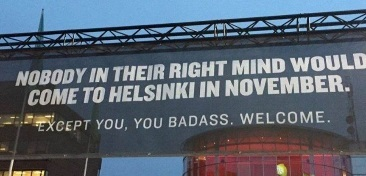 NOBODY IN THEIR RIGHT MIND WOULD
COME TO HELSINKI IN NOVEMBER.
EXCEPT YOU, YOU BADASS. WELCOME.